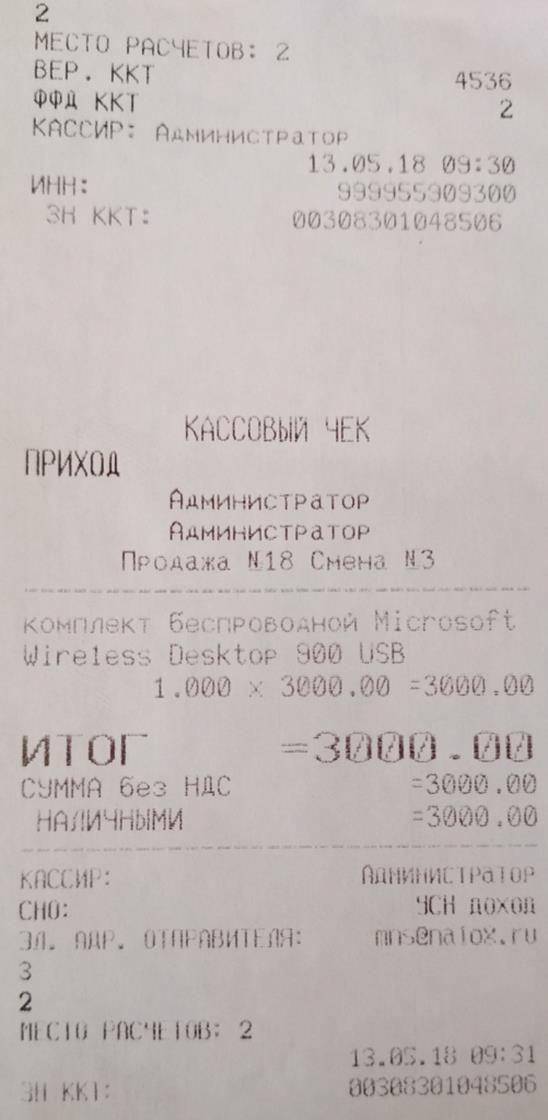 2
МЕСТО РАСЧЕТОВ: 2
ВЕР. ККТ 4536
ФФД ККТ 2
КАССИР: Администратор
13.05.18 09:30
ИНН: 999955909300
ЗН ККТ: 00308301048506
КАССОВЫЙ ЧЕК
ПРИХОД
Администратор
Администратор
Продажа №18 Смена №3
комплект беспроводной Microsoft
Wireless Desktop 900 USB
1.000 x 3000.00 =3000.00
ИТОГ =3000.00
СУММА без НДС =3000.00
НАЛИЧНЫМИ =3000.00
КАССИР: Администратор
СНО: УСН доход
ЭЛ. АДР. ОТПРАВИТЕЛЯ:
3
2
МЕСТО РАСЧЕТОВ: 2
13.05.18 09:31
ЗН ККТ: 00308301048506